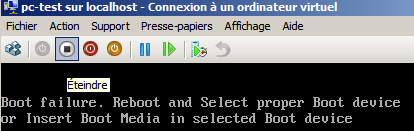 pc-test sur localhost - Connexion à un ordinateur virtuel
Fichier Action Support Presse-papiers Affichage ?
Éteindre
Boot failure. Reboot and Select proper Boot device
or Insert Boot Media in selected Boot device